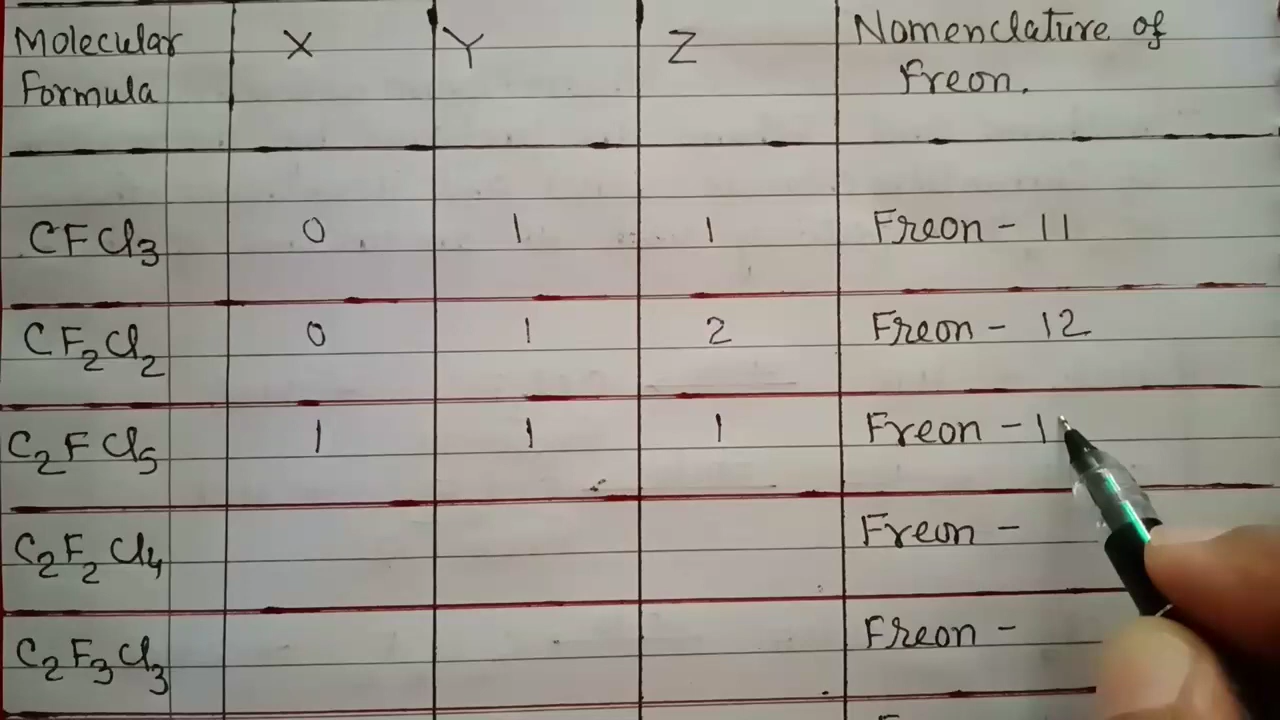 Molecular Formula X Y Z Nomenclature of Freon.
CFCl3 0 1 1 Freon - 11
CF2Cl2 0 1 2 Freon - 12
C2FCl5 1 1 1 Freon - 1
C2F2Cl4 Freon -
C2F3Cl3 Freon -